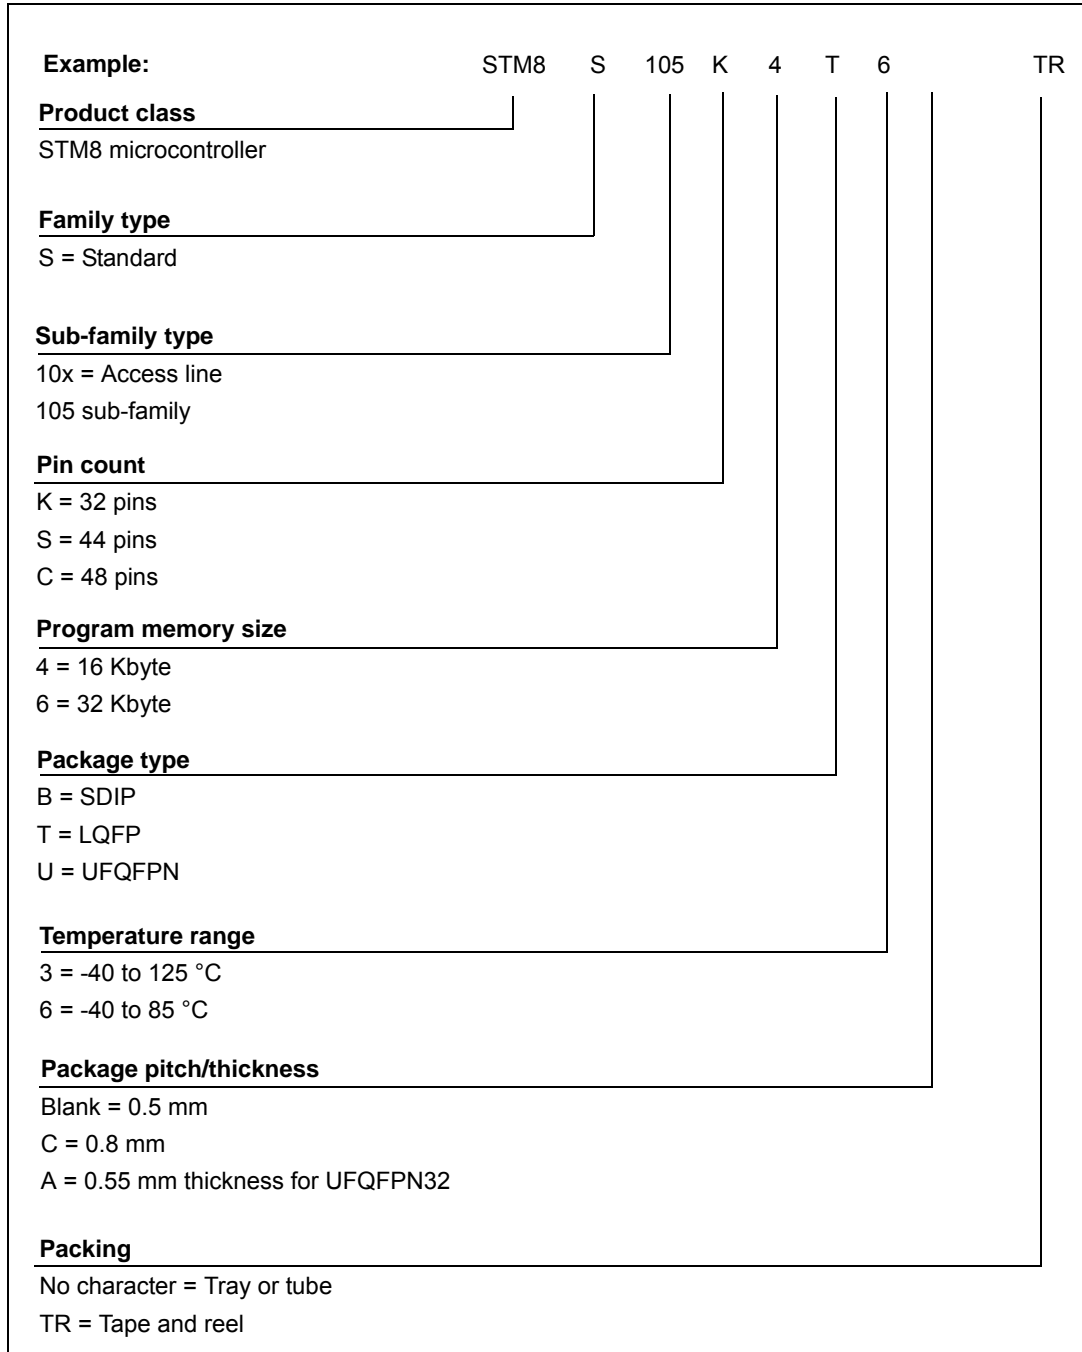 Example: STM8 S 105 K 4 T 6 TR
Product class
STM8 microcontroller
Family type
S = Standard
Sub-family type
10x = Access line
105 sub-family
Pin count
K = 32 pins
S = 44 pins
C = 48 pins
Program memory size
4 = 16 Kbyte
6 = 32 Kbyte
Package type
B = SDIP
T = LQFP
U = UFQFPN
Temperature range
3 = -40 to 125 °C
6 = -40 to 85 °C
Package pitch/thickness
Blank = 0.5 mm
C = 0.8 mm
A = 0.55 mm thickness for UFQFPN32
Packing
No character = Tray or tube
TR = Tape and reel